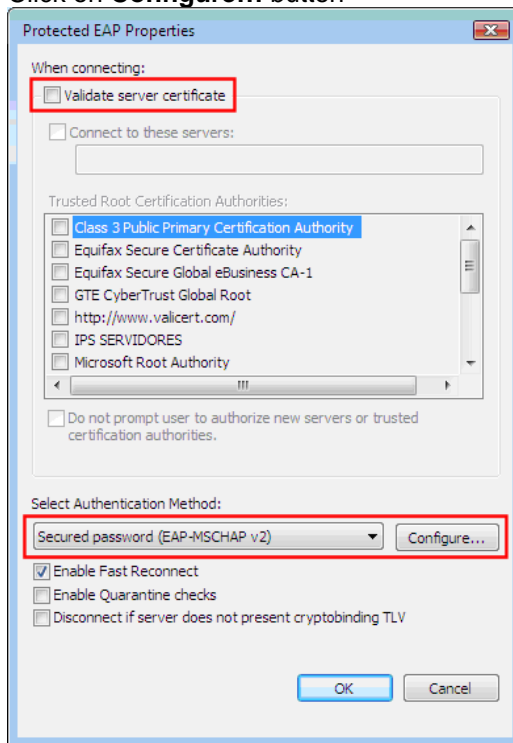 Click on Configure... button
Protected EAP Properties
When connecting:
Validate server certificate
Connect to these servers:
Trusted Root Certification Authorities:
Class 3 Public Primary Certification Authority
Equifax Secure Certificate Authority
Equifax Secure Global eBusiness CA-1
GTE CyberTrust Global Root
http://www.valicert.com/
IPS SERVIDORES
Microsoft Root Authority
Do not prompt user to authorize new servers or trusted
certification authorities.
Select Authentication Method:
Secured password (EAP-MSCHAP v2) Configure...
Enable Fast Reconnect
Enable Quarantine checks
Disconnect if server does not present cryptobinding TLV
OK Cancel